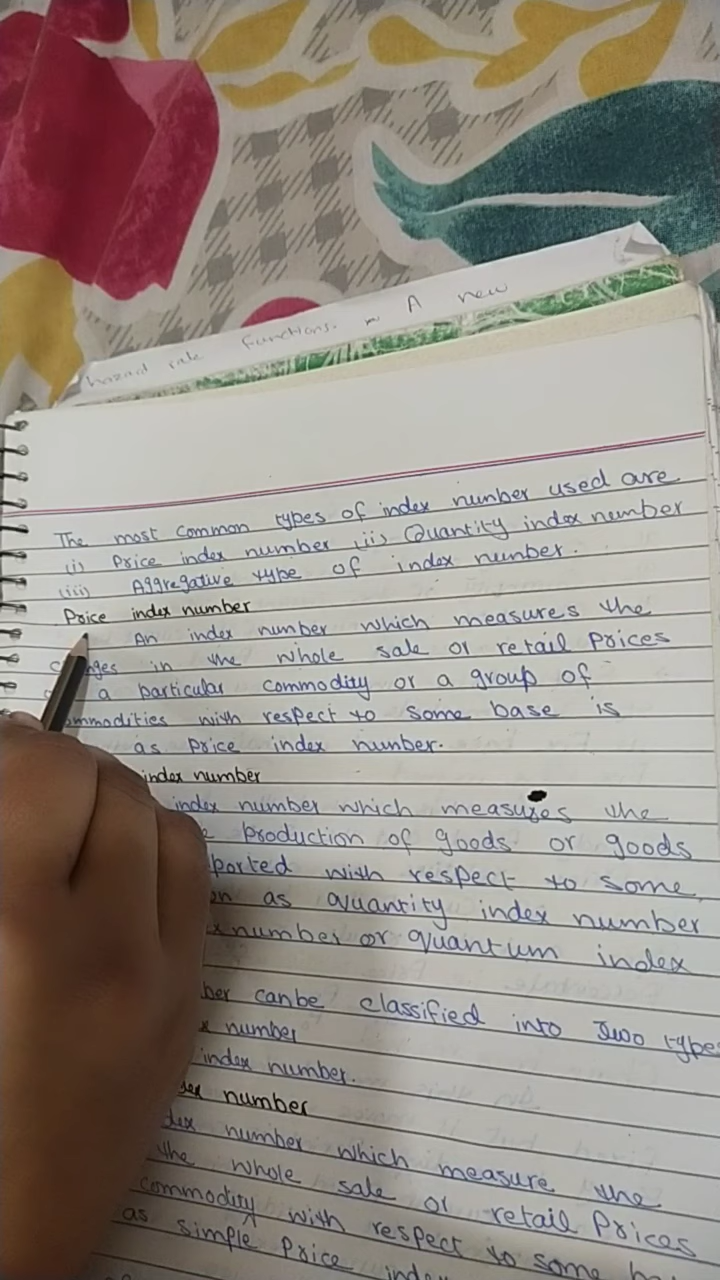 hazard rate functions. ~ A new
The most common types of index number used are
(i) Price index number (ii) Quantity index number
(iii) Aggregative type of index number.
Price index number
An index number which measures the
in the whole sale or retail Prices
a particular commodity or a group of
mmodities with respect to some base is
as price index number.
index number
index number which measures the
production of goods or goods
ported with respect to some
as quantity index number
number or quantum index
ber canbe classified into Two type
number
index number.
number
number which measure the
the whole sale or retail Prices
commodity with respect to some
as simple Price